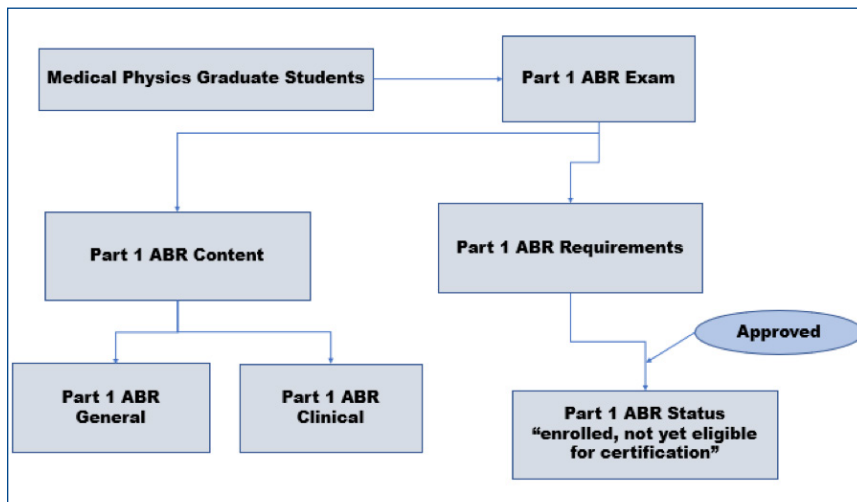 Medical Physics Graduate Students
Part 1 ABR Exam
Part 1 ABR Content
Part 1 ABR Requirements
Approved
Part 1 ABR
General
Part 1 ABR
Clinical
Part 1 ABR Status
“enrolled, not yet eligible
for certification”